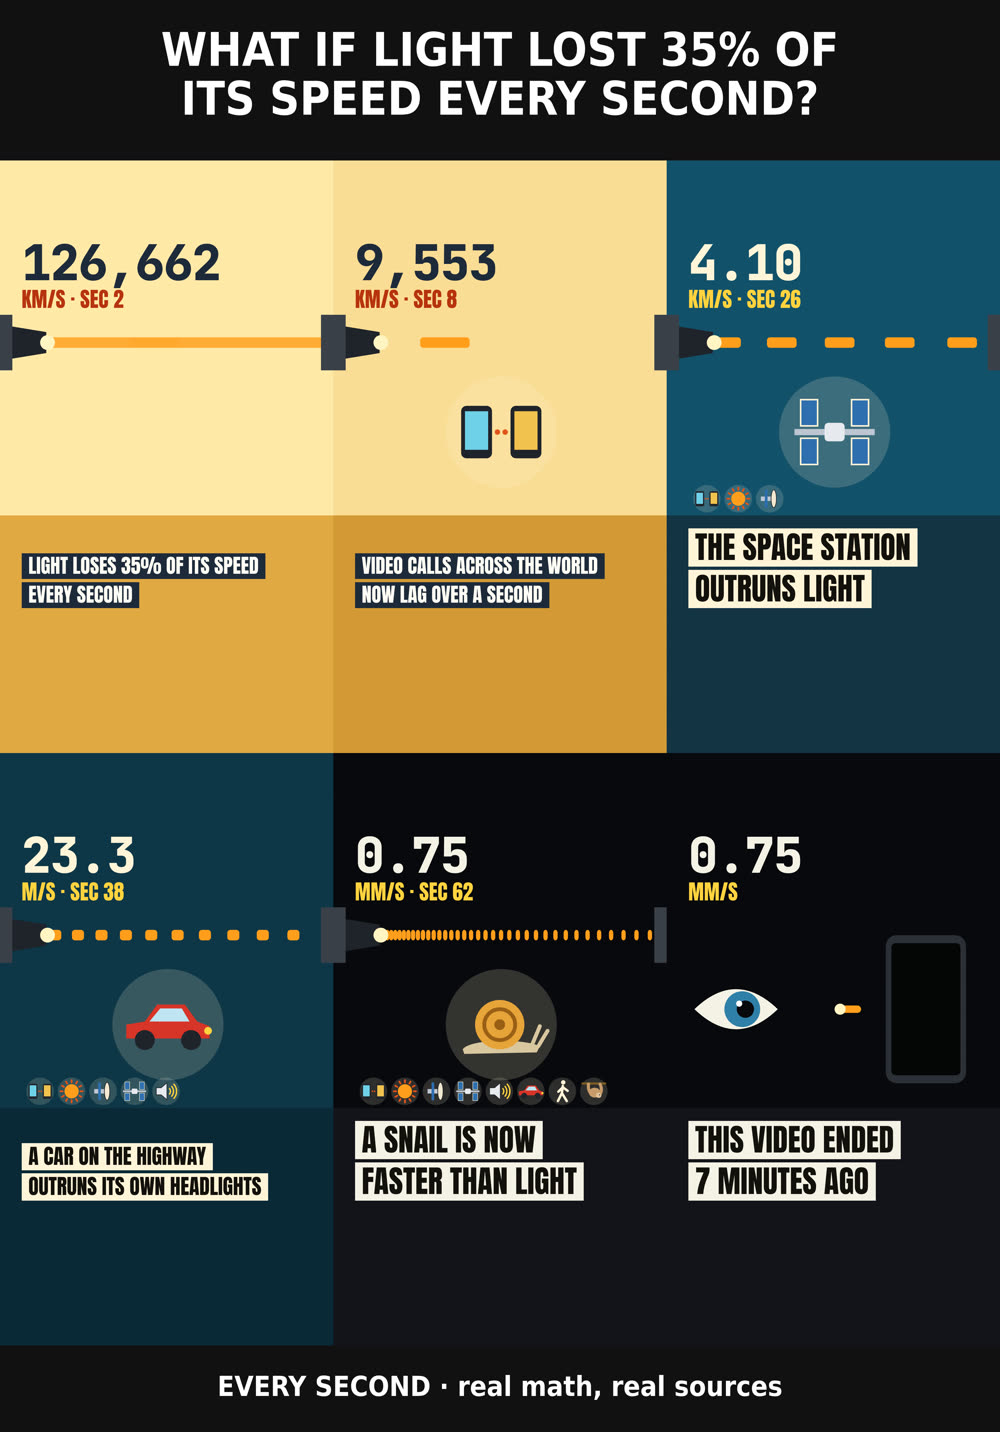 WHAT IF LIGHT LOST 35% OF
ITS SPEED EVERY SECOND?
126,662
KM/S · SEC 2
LIGHT LOSES 35% OF ITS SPEED
EVERY SECOND
9,553
KM/S · SEC 8
VIDEO CALLS ACROSS THE WORLD
NOW LAG OVER A SECOND
4.10
KM/S · SEC 26
THE SPACE STATION
OUTRUNS LIGHT
23.3
M/S · SEC 38
A CAR ON THE HIGHWAY
OUTRUNS ITS OWN HEADLIGHTS
0.75
MM/S · SEC 62
A SNAIL IS NOW
FASTER THAN LIGHT
0.75
MM/S
THIS VIDEO ENDED
7 MINUTES AGO
EVERY SECOND · real math, real sources